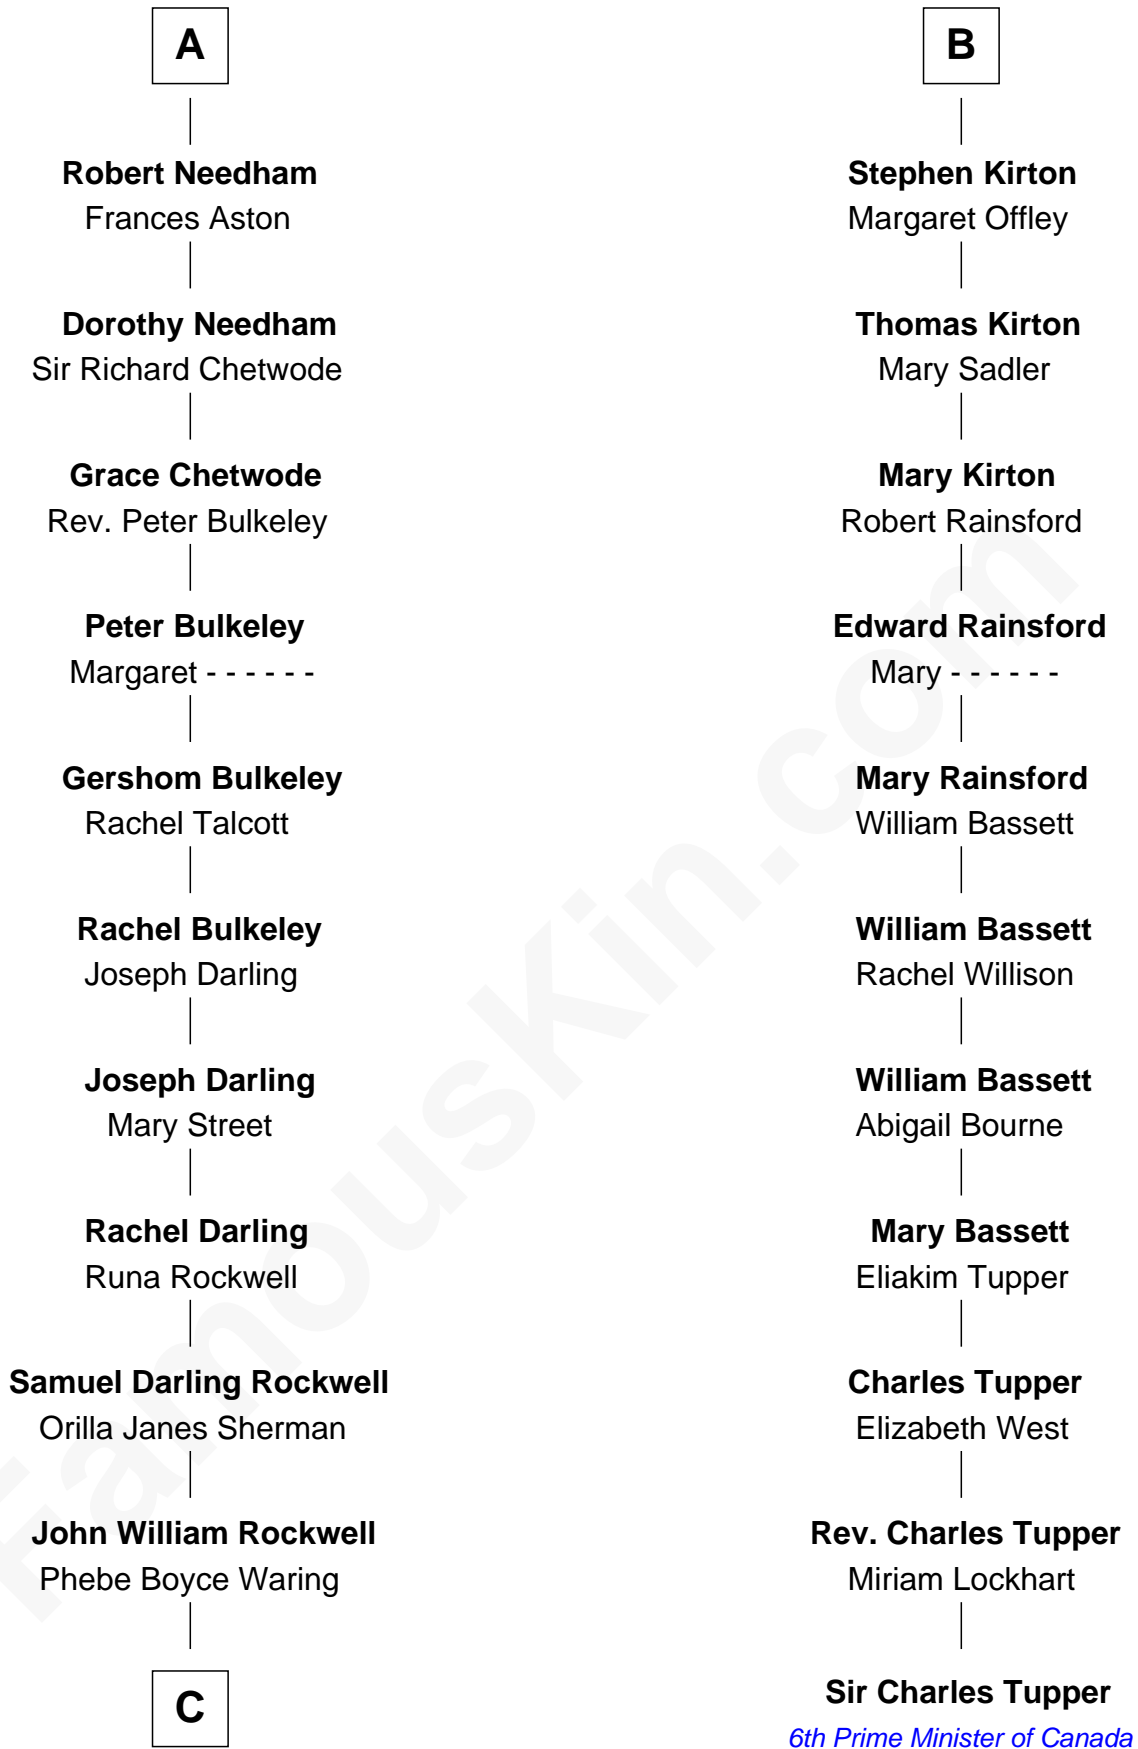 A
Robert Needham
Frances Aston
Dorothy Needham
Sir Richard Chetwode
Grace Chetwode
Rev. Peter Bulkeley
Peter Bulkeley
Margaret - - - - - -
Gershom Bulkeley
Rachel Talcott
Rachel Bulkeley
Joseph Darling
Joseph Darling
Mary Street
Rachel Darling
Runa Rockwell
Samuel Darling Rockwell
Orilla Janes Sherman
John William Rockwell
Phebe Boyce Waring
C
B
Stephen Kirton
Margaret Offley
Thomas Kirton
Mary Sadler
Mary Kirton
Robert Rainsford
Edward Rainsford
Mary - - - - - -
Mary Rainsford
William Bassett
William Bassett
Rachel Willison
William Bassett
Abigail Bourne
Mary Bassett
Eliakim Tupper
Charles Tupper
Elizabeth West
Rev. Charles Tupper
Miriam Lockhart
Sir Charles Tupper
6th Prime Minister of Canada
FamousKin.com